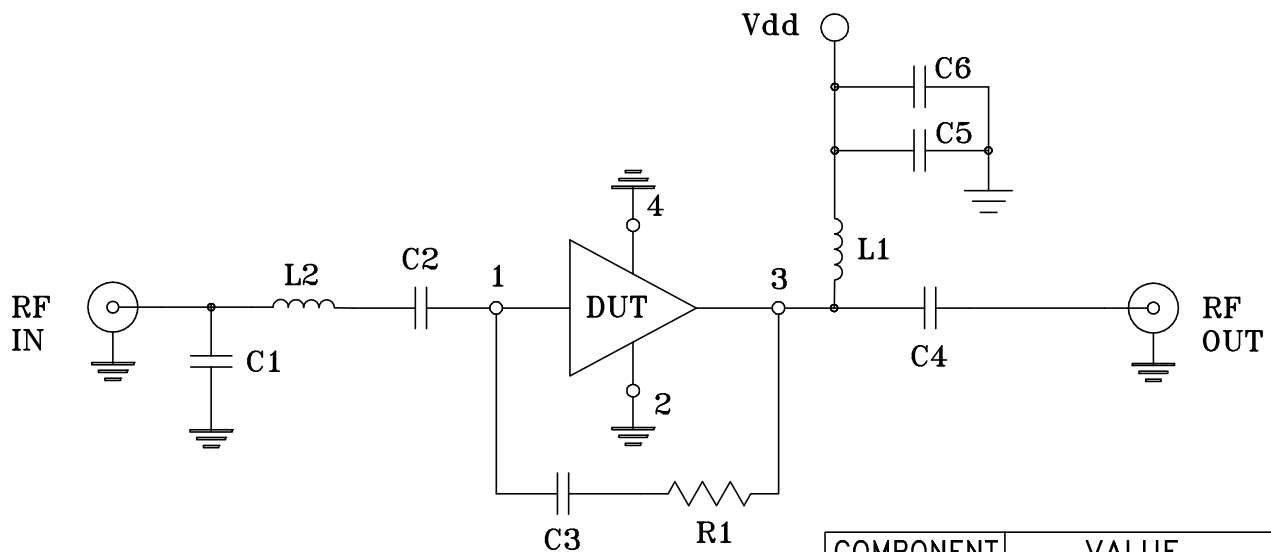 Vdd
C6
C5
4
L1
C2
1
3
L2
RF
IN
DUT
RF
OUT
C1
C4
2
C3
R1
COMPONENT
VALUE